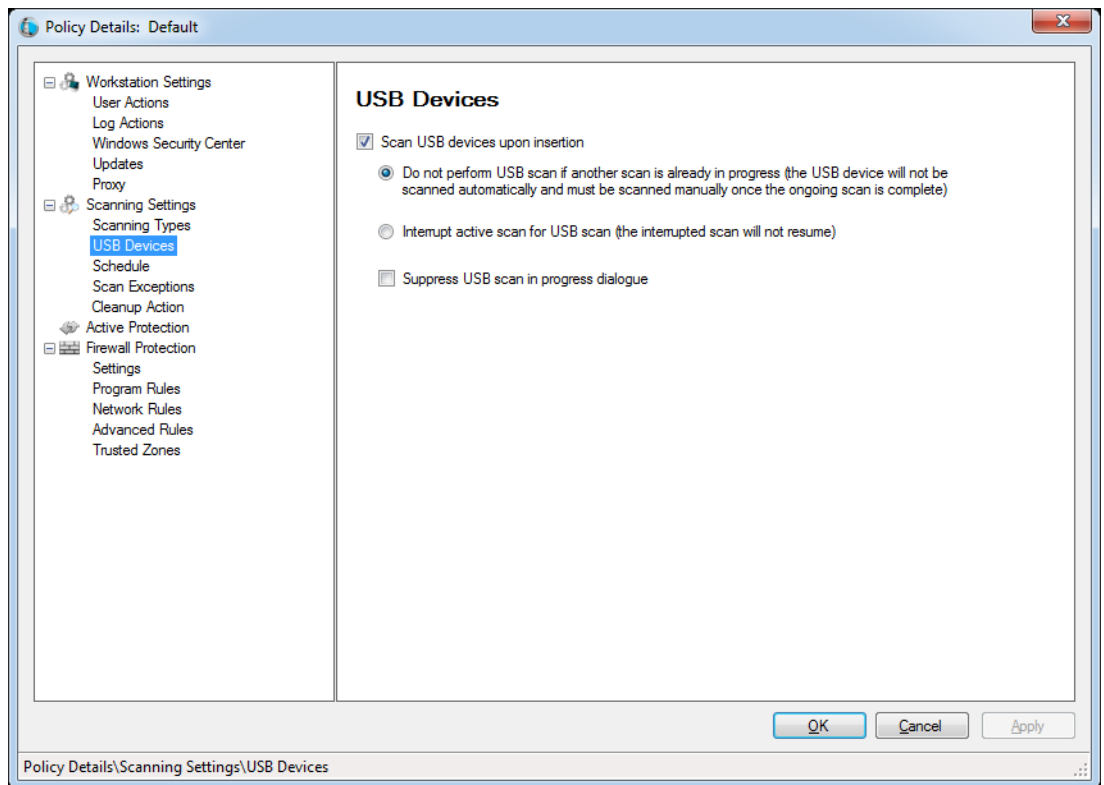 Policy Details: Default
Workstation Settings
User Actions
Log Actions
Windows Security Center
Updates
Proxy
Scanning Settings
Scanning Types
USB Devices
Schedule
Scan Exceptions
Cleanup Action
Active Protection
Firewall Protection
Settings
Program Rules
Network Rules
Advanced Rules
Trusted Zones
USB Devices
Scan USB devices upon insertion
Do not perform USB scan if another scan is already in progress (the USB device will not be
scanned automatically and must be scanned manually once the ongoing scan is complete)
Interrupt active scan for USB scan (the interrupted scan will not resume)
Suppress USB scan in progress dialogue
OK Cancel Apply
Policy Details\Scanning Settings\USB Devices